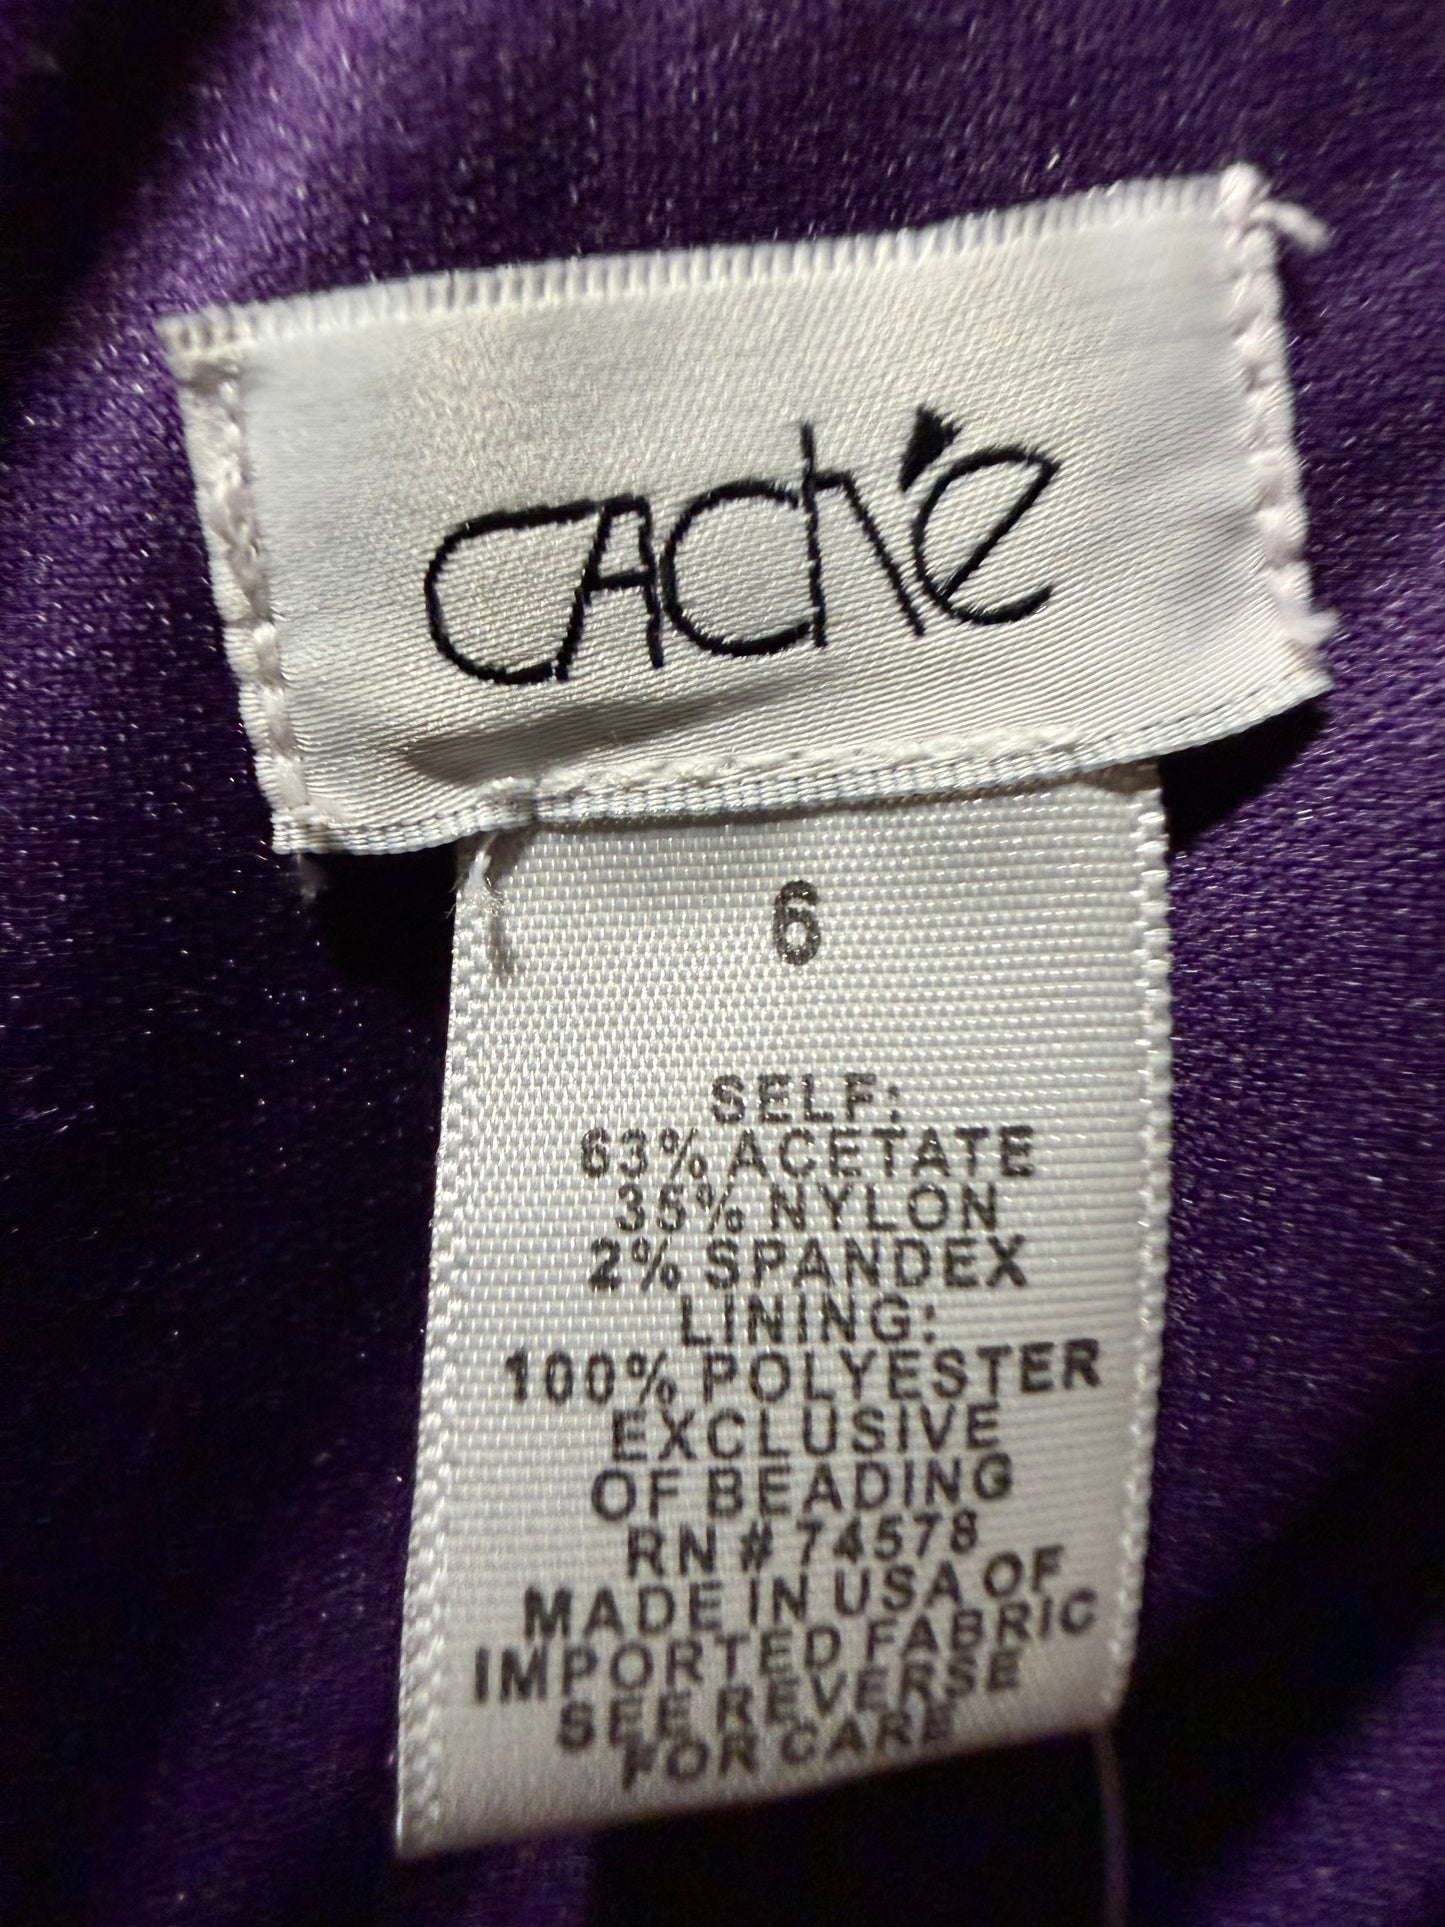 CAChé
6
SELF:
63% ACETATE
35% NYLON
2% SPANDEX
LINING:
100% POLYESTER
EXCLUSIVE
OF BEADING
RN # 74578
MADE IN USA OF
IMPORTED FABRIC
SEE REVERSE
FOR CARE